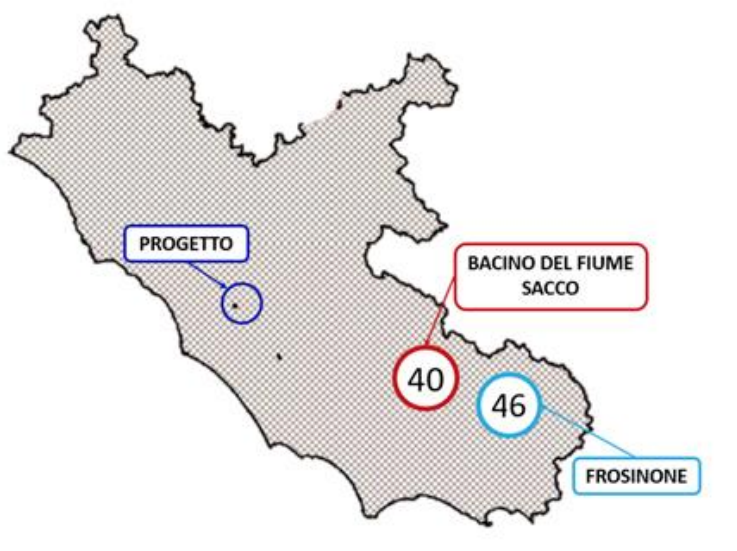 PROGETTO
BACINO DEL FIUME
SACCO
40
46
FROSINONE